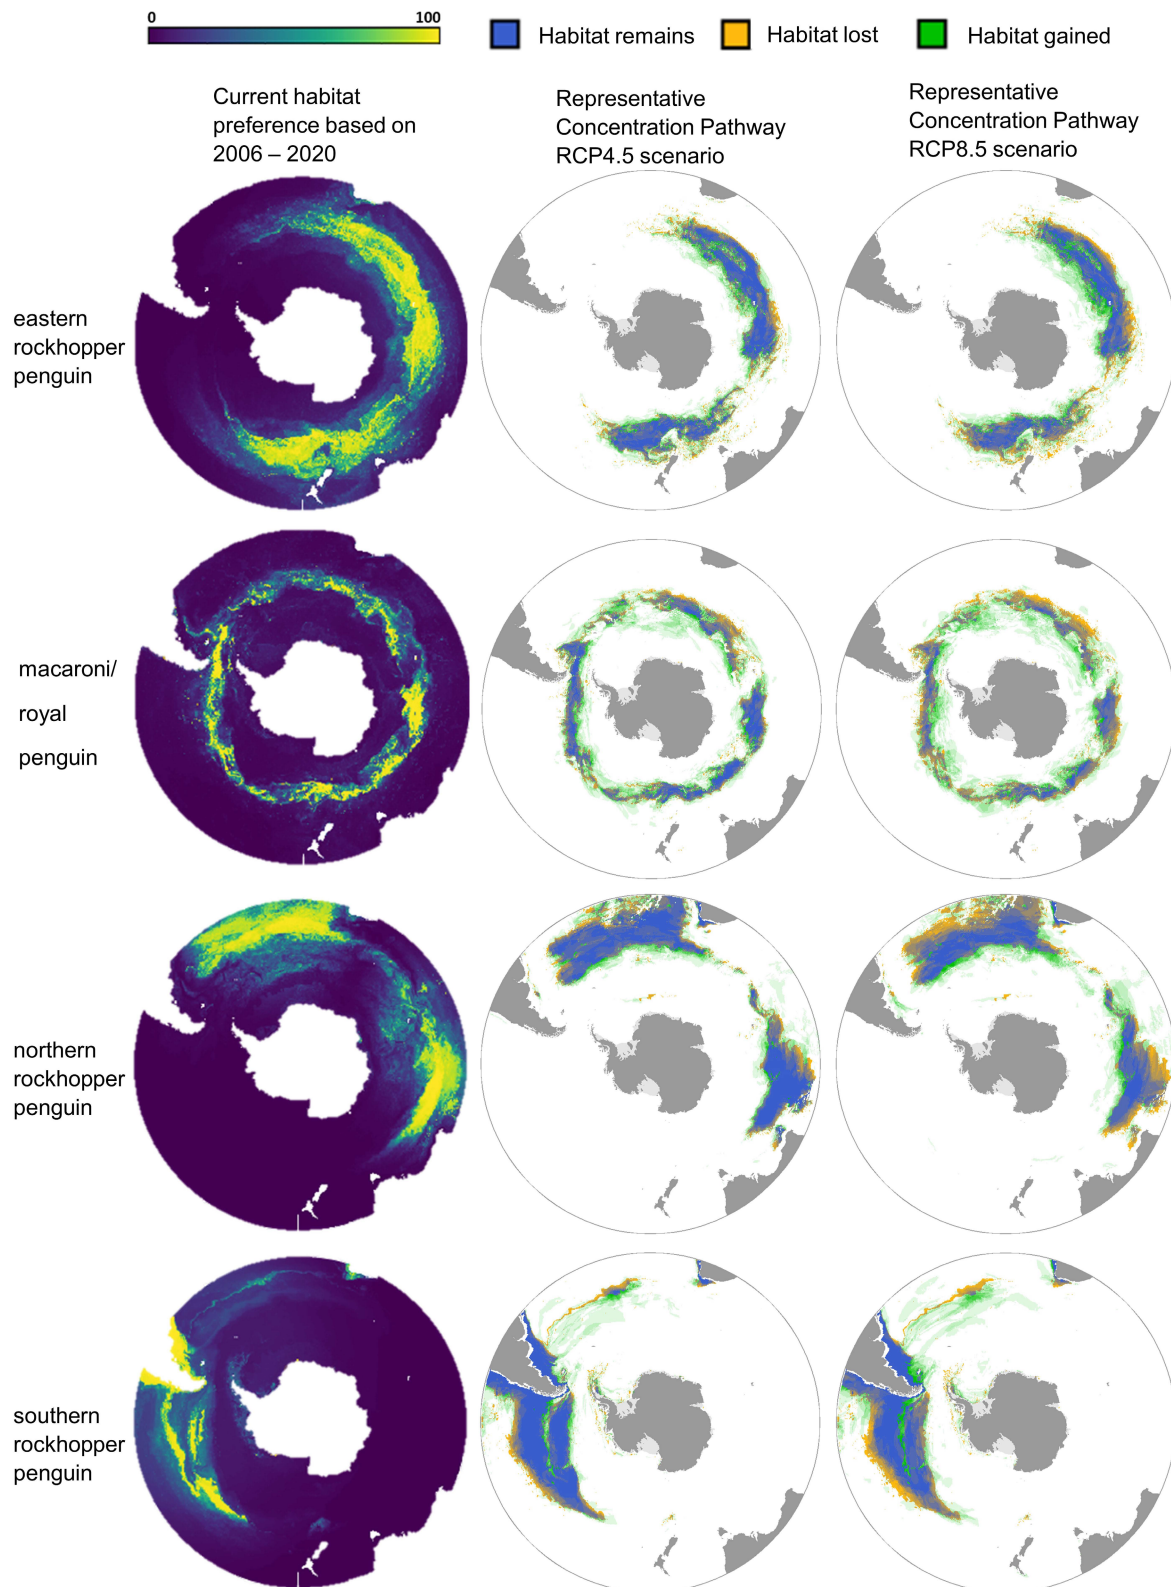 0
100
Habitat remains
Habitat lost
Habitat gained
Current habitat
preference based on
2006 – 2020
Representative
Concentration Pathway
RCP4.5 scenario
Representative
Concentration Pathway
RCP8.5 scenario
eastern
rockhopper
penguin
macaroni/
royal
penguin
northern
rockhopper
penguin
southern
rockhopper
penguin